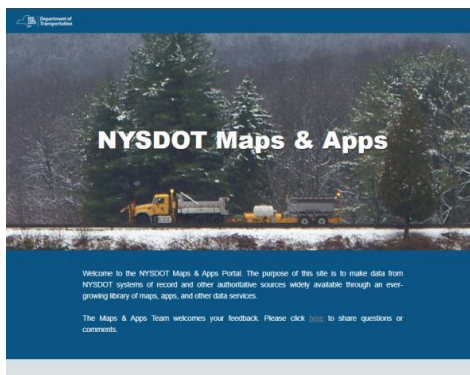 Department of
Transportation
NYSDOT Maps & Apps
Welcome to the NYSDOT Maps & Apps Portal. The purpose of this site is to make data from
NYSDOT systems of record and other authoritative sources widely available through an ever-
growing library of maps, apps, and other data services.
The Maps & Apps Team welcomes your feedback. Please click here to share questions or
comments.